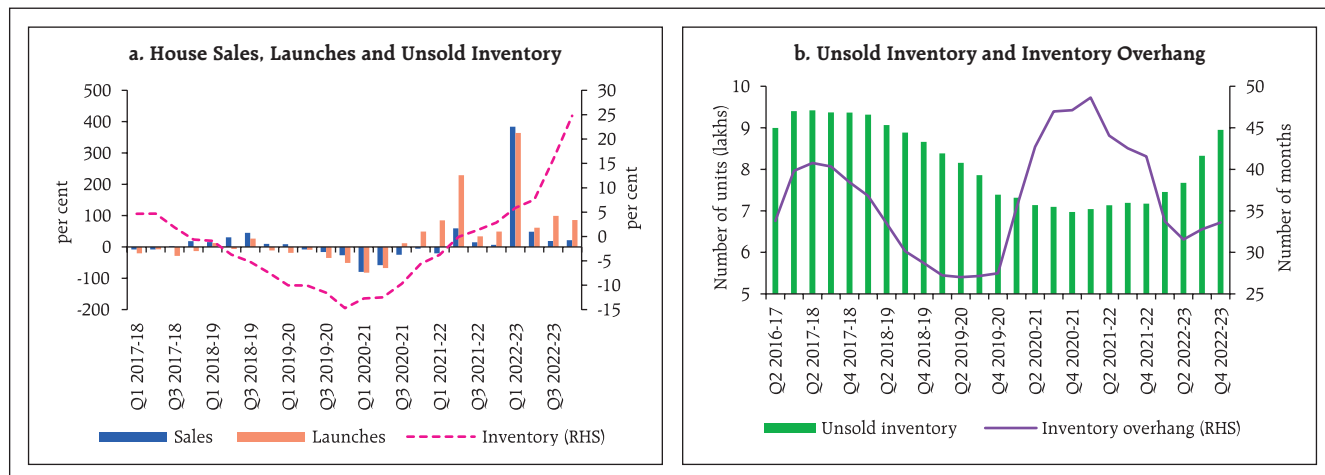 a. House Sales, Launches and Unsold Inventory
500
400
300
200
100
0
-100
-200
per cent
30
25
20
15
10
5
0
-5
-10
-15
per cent
Q1 2017-18
Q3 2017-18
Q1 2018-19
Q3 2018-19
Q1 2019-20
Q3 2019-20
Q1 2020-21
Q3 2020-21
Q1 2021-22
Q3 2021-22
Q1 2022-23
Q3 2022-23
Sales
Launches
Inventory (RHS)
b. Unsold Inventory and Inventory Overhang
10
9
8
7
6
5
Number of units (lakhs)
50
45
40
35
30
25
Number of months
Q2 2016-17
Q2 2017-18
Q4 2017-18
Q2 2018-19
Q4 2018-19
Q2 2019-20
Q4 2019-20
Q2 2020-21
Q4 2020-21
Q2 2021-22
Q4 2021-22
Q2 2022-23
Q4 2022-23
Unsold inventory
Inventory overhang (RHS)